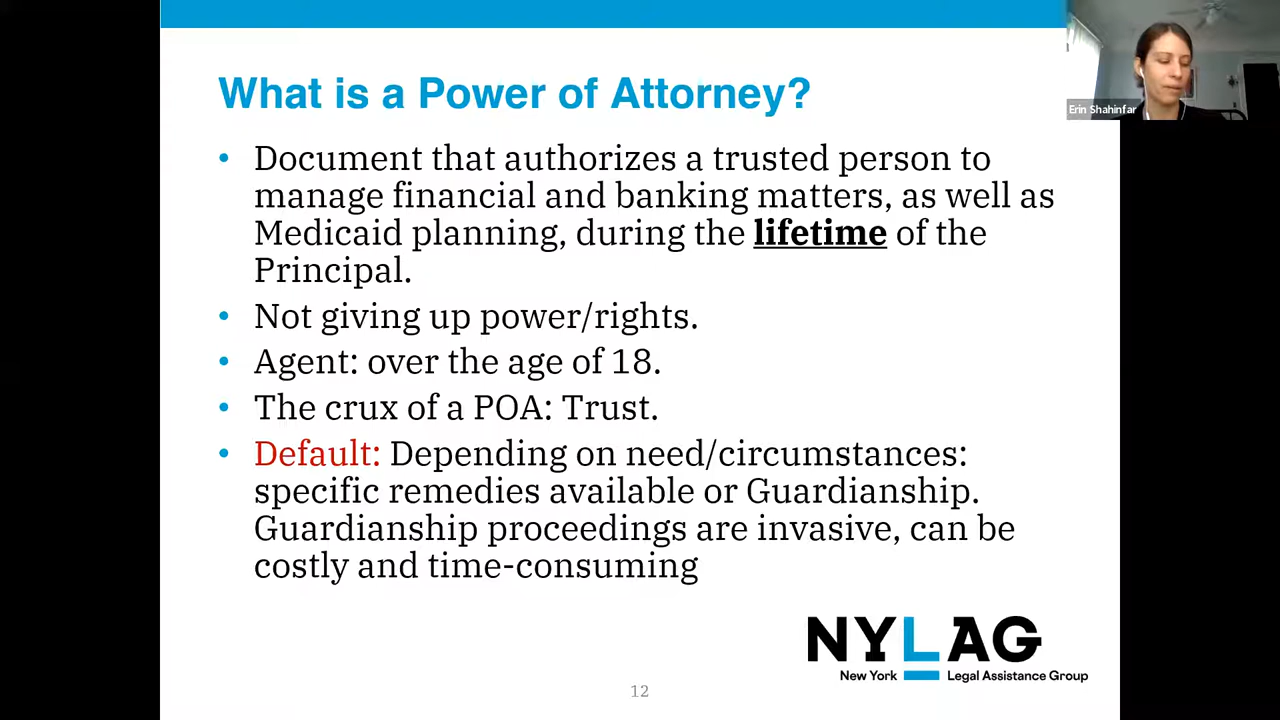 What is a Power of Attorney?
Erin Shahinfar
• Document that authorizes a trusted person to
manage financial and banking matters, as well as
Medicaid planning, during the lifetime of the
Principal.
• Not giving up power/rights.
• Agent: over the age of 18.
• The crux of a POA: Trust.
• Default: Depending on need/circumstances:
specific remedies available or Guardianship.
Guardianship proceedings are invasive, can be
costly and time-consuming
NYLAG
New York Legal Assistance Group
12